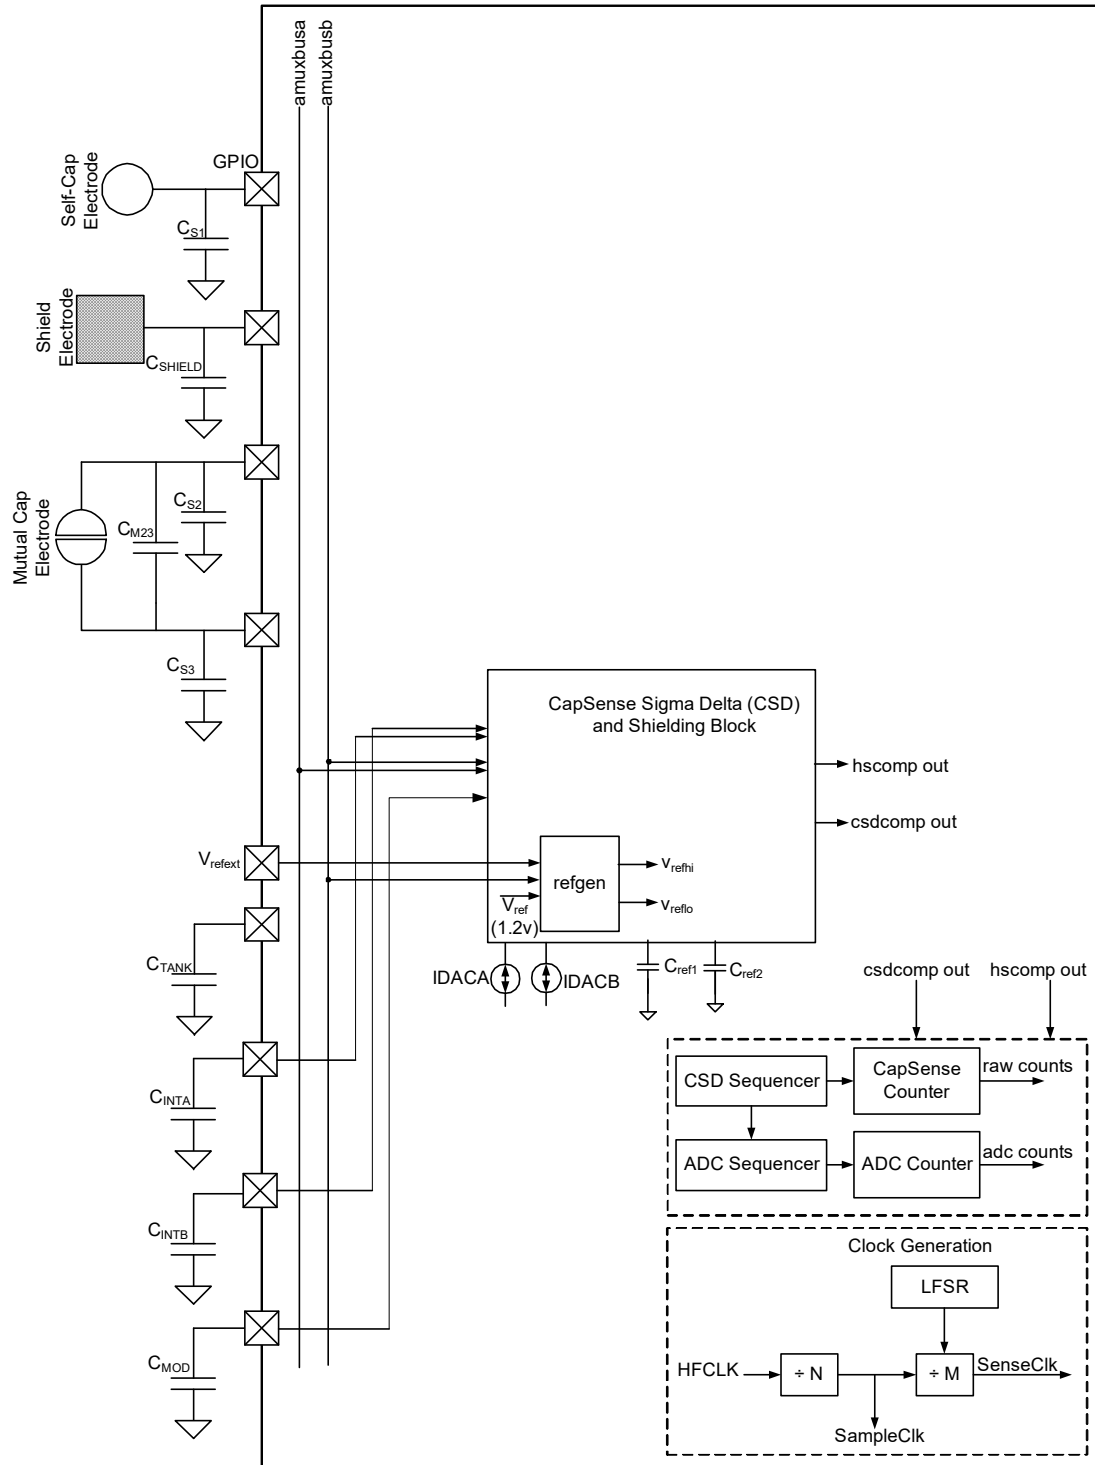 amuxbusa
amuxbusb
GPIO
Self-Cap
Electrode
CS1
Shield
Electrode
CSHIELD
Mutual Cap
Electrode
CS2
CM23
CS3
CapSense Sigma Delta (CSD)
and Shielding Block
hscomp out
csdcomp out
Vrefext
refgen
vrefhi
vreflo
Vref
(1.2v)
CTANK
IDACA
IDACB
Cref1
Cref2
csdcomp out
hscomp out
CSD Sequencer
CapSense
Counter
raw counts
CINTA
ADC Sequencer
ADC Counter
adc counts
CINTB
Clock Generation
LFSR
CMOD
HFCLK
÷ N
÷ M
SenseClk
SampleClk